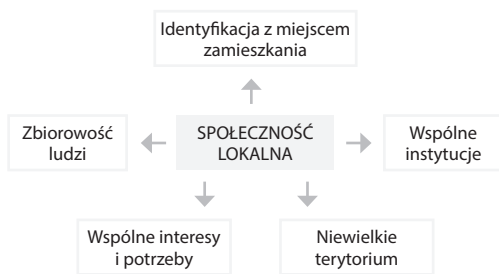 Identyfikacja z miejscem
zamieszkania
Zbiorowość
ludzi
SPOŁECZNOŚĆ
LOKALNA
Wspólne
instytucje
Wspólne interesy
i potrzeby
Niewielkie
terytorium